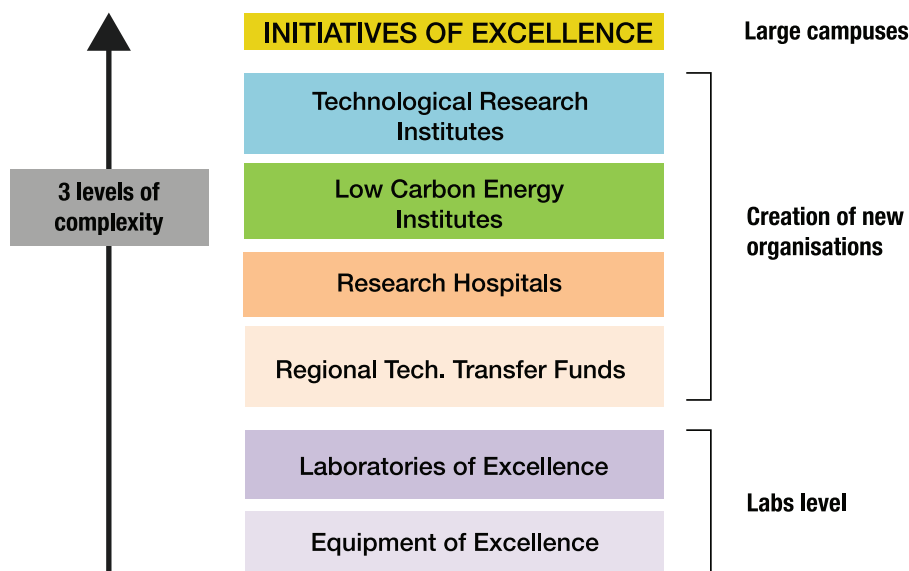 INITIATIVES OF EXCELLENCE
Large campuses
Technological Research
Institutes
3 levels of
complexity
Low Carbon Energy
Institutes
Creation of new
organisations
Research Hospitals
Regional Tech. Transfer Funds
Laboratories of Excellence
Labs level
Equipment of Excellence